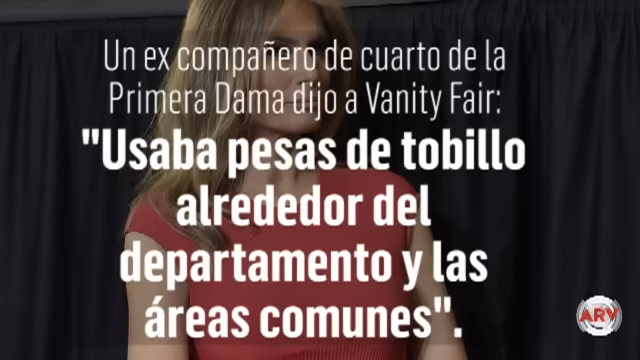 Un ex compañero de cuarto de la
Primera Dama dijo a Vanity Fair:
"Usaba pesas de tobillo
alrededor del
departamento y las
áreas comunes".
ARV